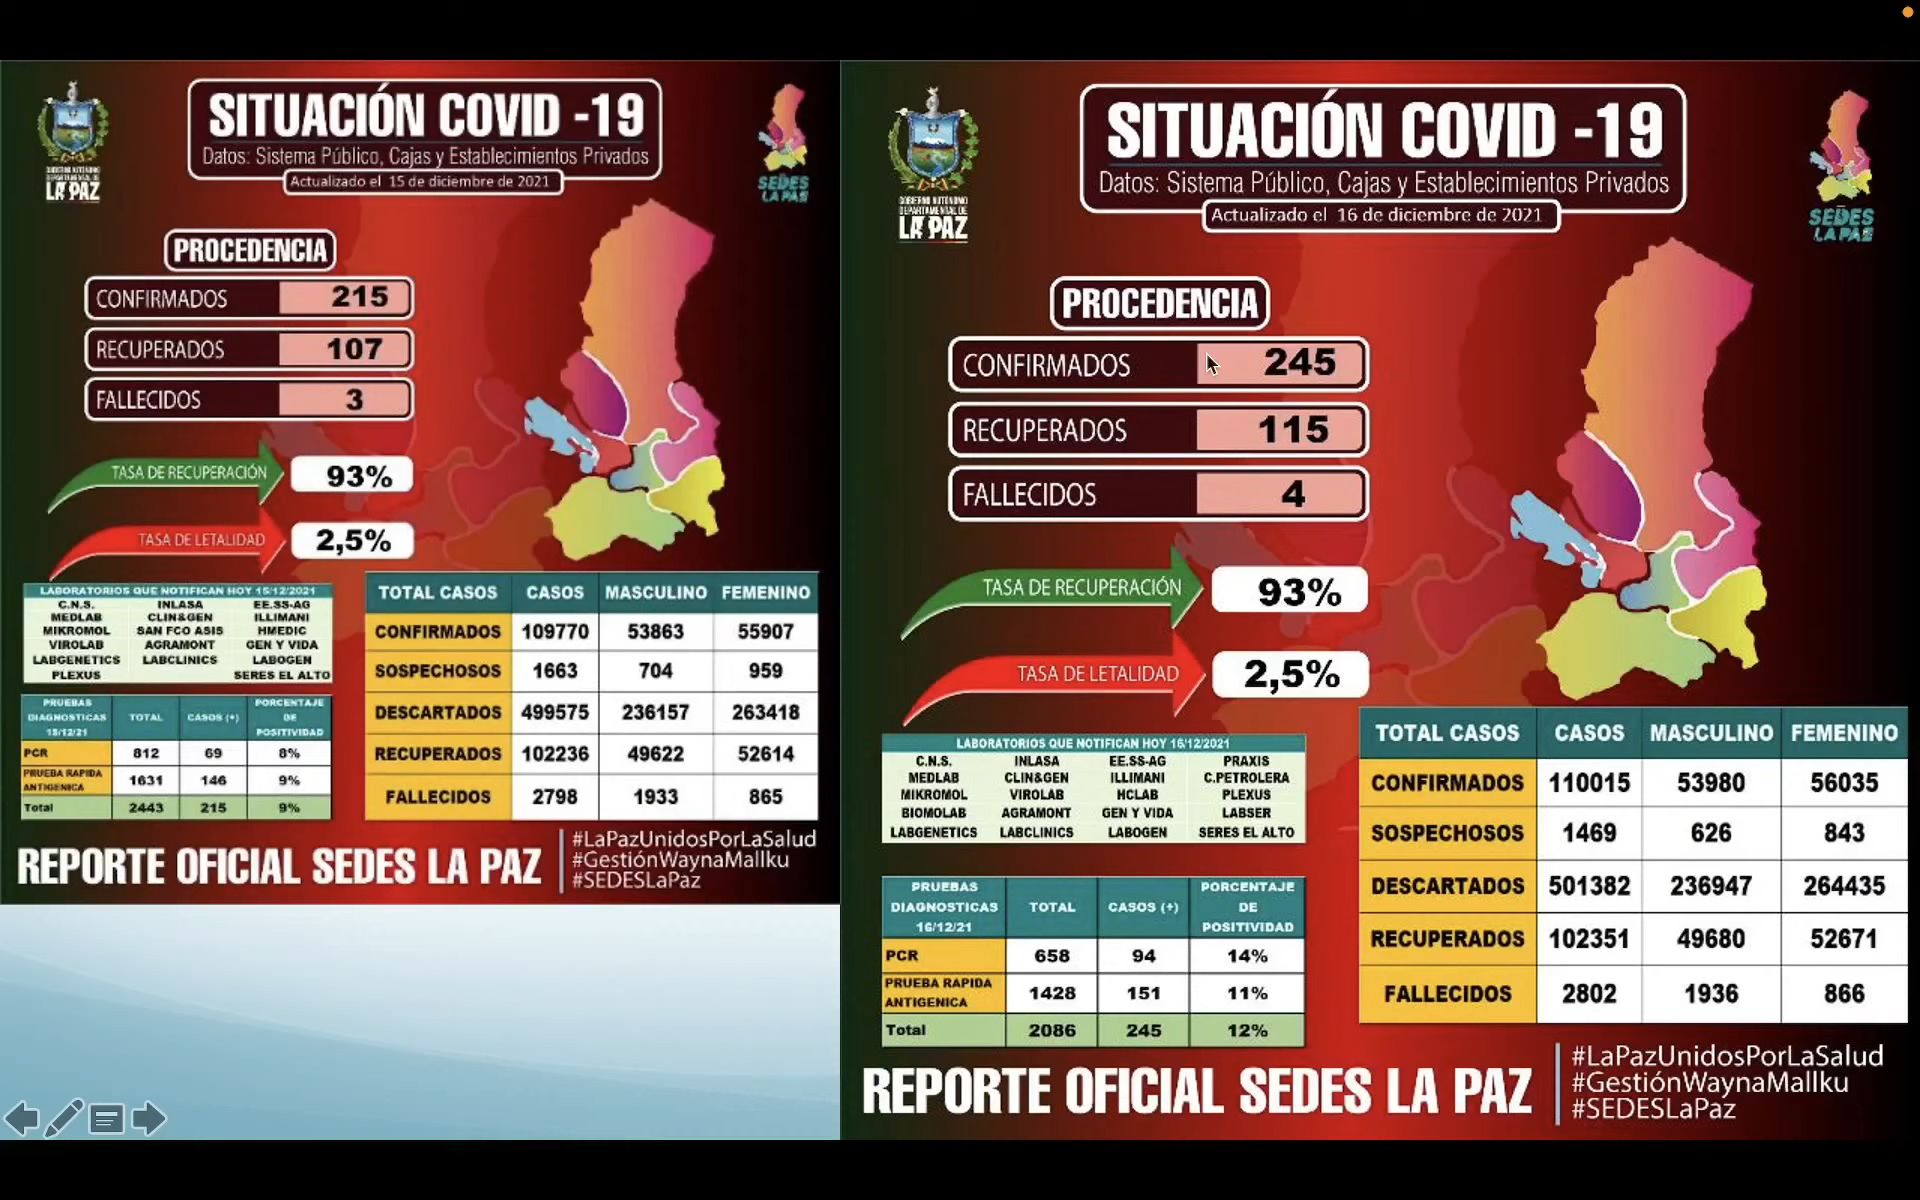 GOBIERNO AUTÓNOMO
DEPARTAMENTAL DE
LA PAZ
SITUACIÓN COVID -19
Datos: Sistema Público, Cajas y Establecimientos Privados
Actualizado el 15 de diciembre de 2021
SEDES
LA PAZ
PROCEDENCIA
CONFIRMADOS 215
RECUPERADOS 107
FALLECIDOS 3
TASA DE RECUPERACIÓN 93%
TASA DE LETALIDAD 2,5%
LABORATORIOS QUE NOTIFICAN HOY 15/12/2021
C.N.S. INLASA EE.SS-AG
MEDLAB CLIN&GEN ILLIMANI
MIKROMOL SAN FCO ASIS HMEDIC
VIROLAB AGRAMONT GEN Y VIDA
LABGENETICS LABCLINICS LABOGEN
PLEXUS SERES EL ALTO
PRUEBAS DIAGNOSTICAS 15/12/21 TOTAL CASOS (+) PORCENTAJE DE POSITIVIDAD
PCR 812 69 8%
PRUEBA RAPIDA ANTIGENICA 1631 146 9%
Total 2443 215 9%
TOTAL CASOS CASOS MASCULINO FEMENINO
CONFIRMADOS 109770 53863 55907
SOSPECHOSOS 1663 704 959
DESCARTADOS 499575 236157 263418
RECUPERADOS 102236 49622 52614
FALLECIDOS 2798 1933 865
REPORTE OFICIAL SEDES LA PAZ
#LaPazUnidosPorLaSalud
#GestiónWaynaMallku
#SEDESLaPaz
GOBIERNO AUTÓNOMO
DEPARTAMENTAL DE
LA PAZ
SITUACIÓN COVID -19
Datos: Sistema Público, Cajas y Establecimientos Privados
Actualizado el 16 de diciembre de 2021
SEDES
LA PAZ
PROCEDENCIA
CONFIRMADOS 245
RECUPERADOS 115
FALLECIDOS 4
TASA DE RECUPERACIÓN 93%
TASA DE LETALIDAD 2,5%
LABORATORIOS QUE NOTIFICAN HOY 16/12/2021
C.N.S. INLASA EE.SS-AG PRAXIS
MEDLAB CLIN&GEN ILLIMANI C.PETROLERA
MIKROMOL VIROLAB HCLAB PLEXUS
BIOMOLAB AGRAMONT GEN Y VIDA LABSER
LABGENETICS LABCLINICS LABOGEN SERES EL ALTO
PRUEBAS DIAGNOSTICAS 16/12/21 TOTAL CASOS (+) PORCENTAJE DE POSITIVIDAD
PCR 658 94 14%
PRUEBA RAPIDA ANTIGENICA 1428 151 11%
Total 2086 245 12%
TOTAL CASOS CASOS MASCULINO FEMENINO
CONFIRMADOS 110015 53980 56035
SOSPECHOSOS 1469 626 843
DESCARTADOS 501382 236947 264435
RECUPERADOS 102351 49680 52671
FALLECIDOS 2802 1936 866
REPORTE OFICIAL SEDES LA PAZ
#LaPazUnidosPorLaSalud
#GestiónWaynaMallku
#SEDESLaPaz